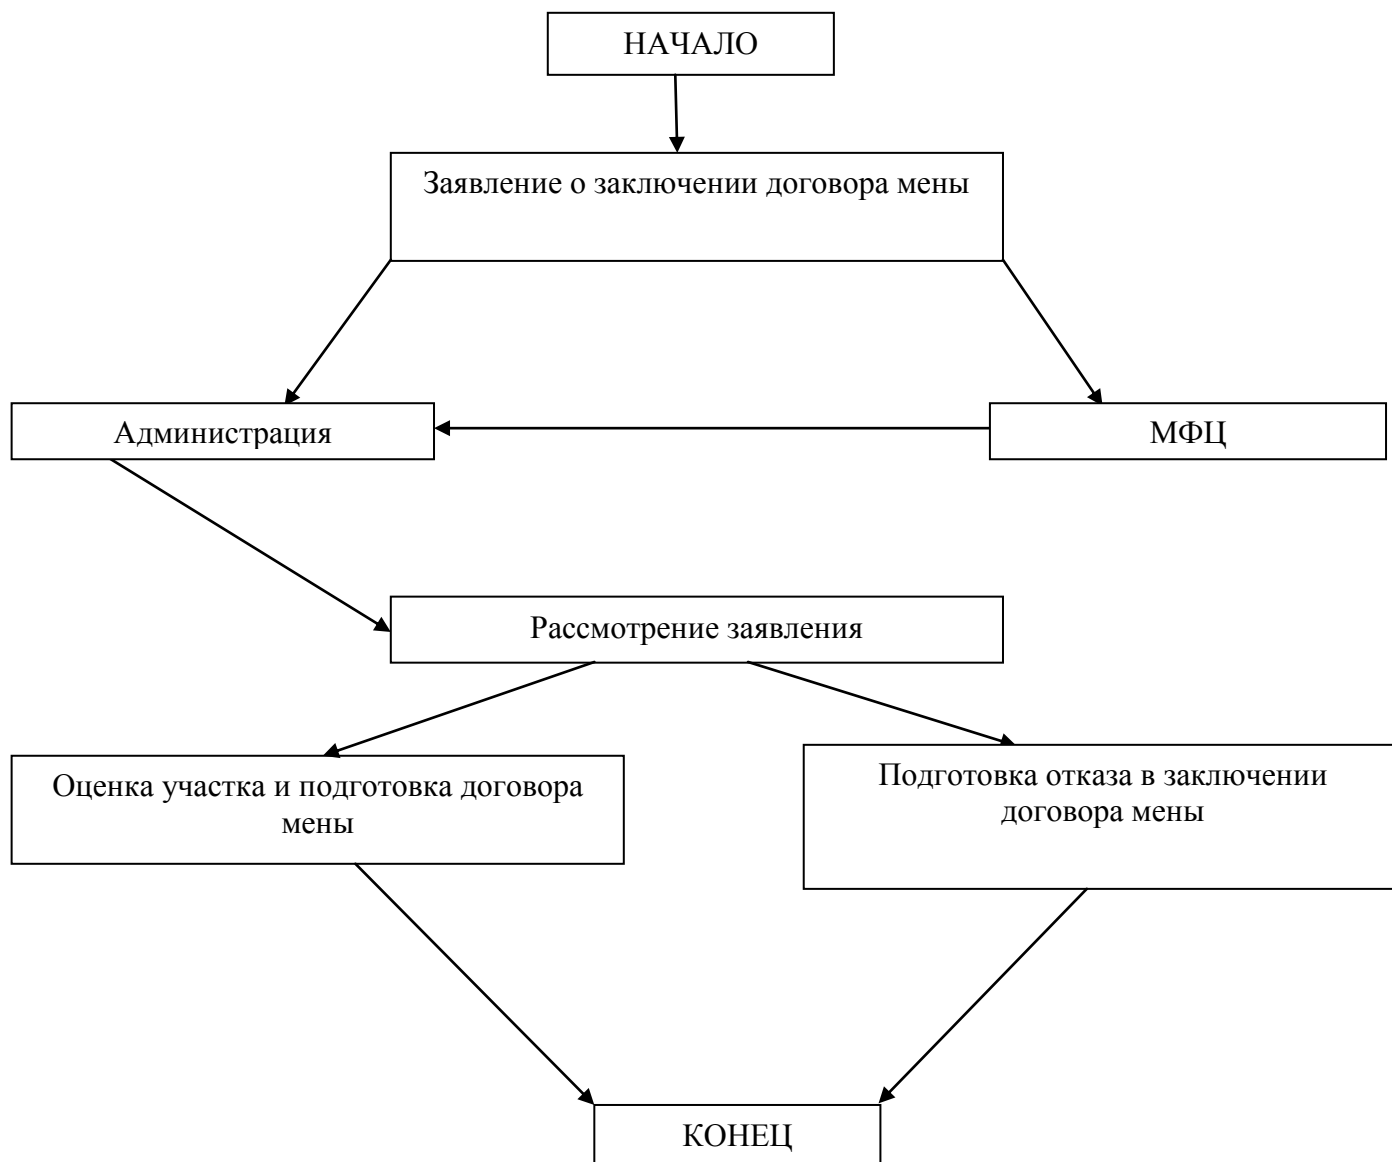 НАЧАЛО
Заявление о заключении договора мены
Администрация
МФЦ
Рассмотрение заявления
Оценка участка и подготовка договора
мены
Подготовка отказа в заключении
договора мены
КОНЕЦ